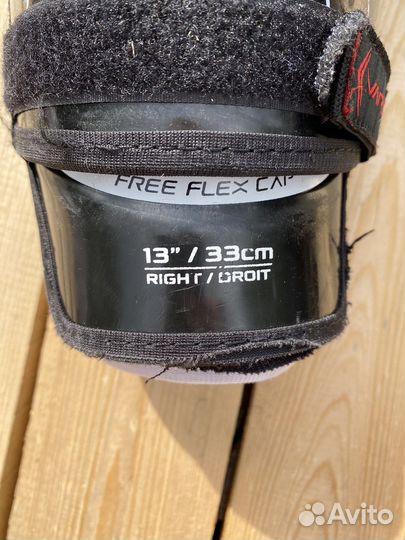 FREE FLEX CAP
13” / 33cm
RIGHT / DROIT
Avito